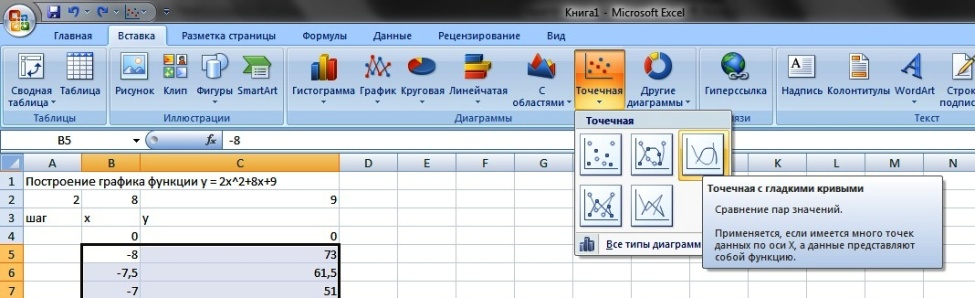 Книга1 - Microsoft Excel
Главная Вставка Разметка страницы Формулы Данные Рецензирование Вид
Сводная таблица Таблица Рисунок Клип Фигуры SmartArt Гистограмма График Круговая Линейчатая С областями Точечная Другие диаграммы Гиперссылка Надпись Колонтитулы WordArt Строка подпис
Таблицы Иллюстрации Диаграммы язи Текст
Точечная
B5 fx -8
A B C D E F G K L M N
1 Построение графика функции y = 2x^2+8x+9
2 2 8 9
3 шаг x y
4 0 0
5 -8 73
6 -7,5 61,5
7 -7 51
Все типы диаграмм
Точечная с гладкими кривыми
Сравнение пар значений.
Применяется, если имеется много точек
данных по оси X, а данные представляют
собой функцию.